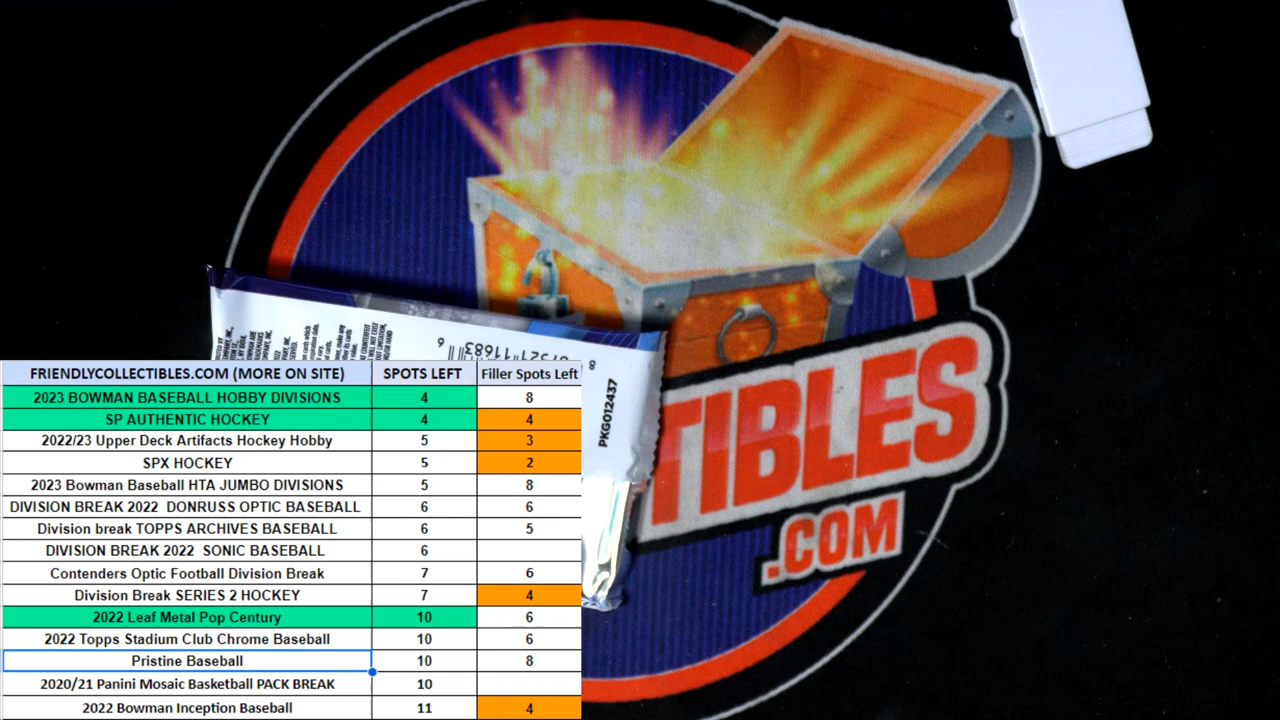 6
PKG012437
8
TIBLES
.COM
FRIENDLYCOLLECTIBLES.COM (MORE ON SITE) SPOTS LEFT Filler Spots Left
2023 BOWMAN BASEBALL HOBBY DIVISIONS 4 8
SP AUTHENTIC HOCKEY 4 4
2022/23 Upper Deck Artifacts Hockey Hobby 5 3
SPX HOCKEY 5 2
2023 Bowman Baseball HTA JUMBO DIVISIONS 5 8
DIVISION BREAK 2022 DONRUSS OPTIC BASEBALL 6 6
Division break TOPPS ARCHIVES BASEBALL 6 5
DIVISION BREAK 2022 SONIC BASEBALL 6
Contenders Optic Football Division Break 7 6
Division Break SERIES 2 HOCKEY 7 4
2022 Leaf Metal Pop Century 10 6
2022 Topps Stadium Club Chrome Baseball 10 6
Pristine Baseball 10 8
2020/21 Panini Mosaic Basketball PACK BREAK 10
2022 Bowman Inception Baseball 11 4